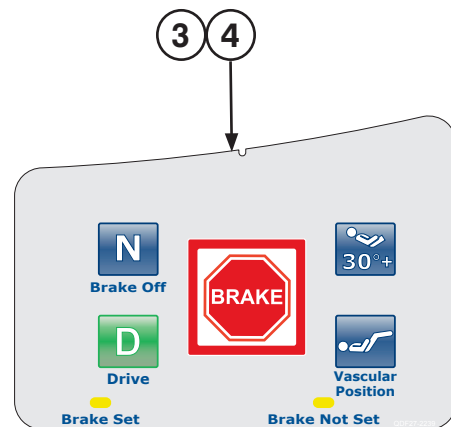 3 4
N
BRAKE
30°+
Brake Off
D
Drive
Vascular
Position
Brake Set
Brake Not Set